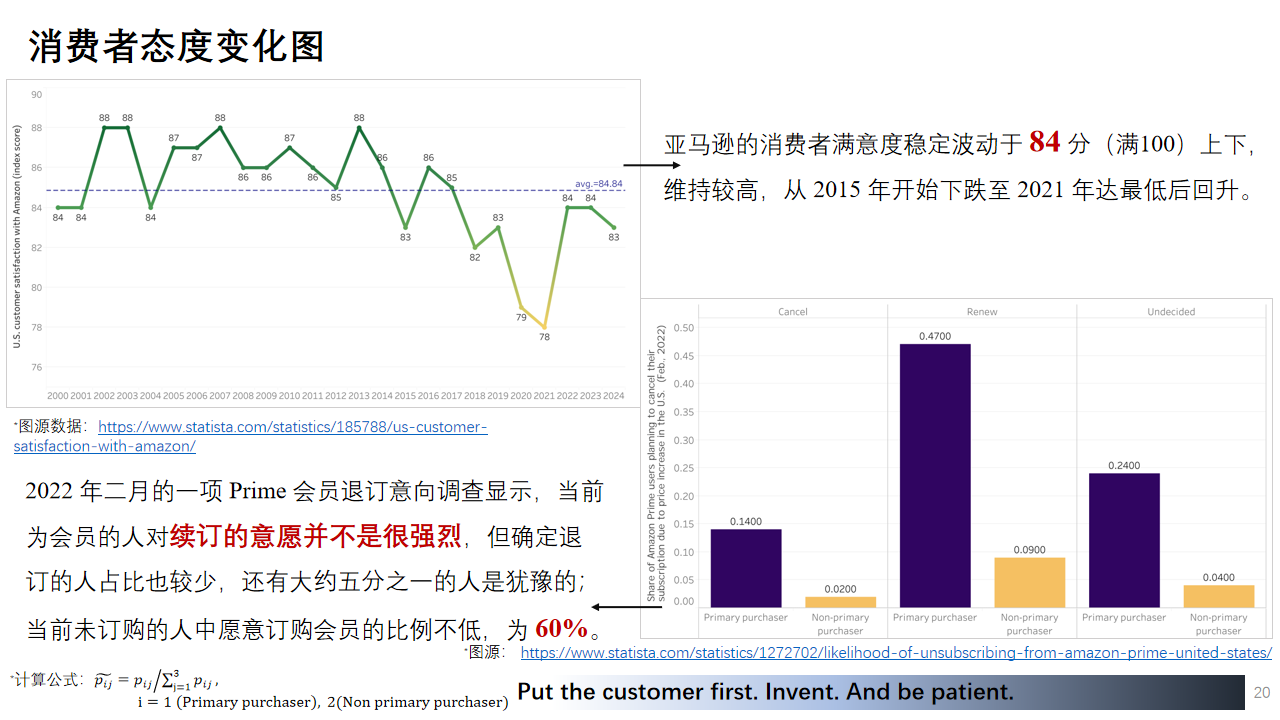 消费者态度变化图
90
88
86
84
82
80
78
76
U.S. customer satisfaction with Amazon (index score)
84
84
88
88
84
87
87
88
86
86
87
86
85
88
86
83
86
85
82
83
79
78
84
84
83
avg.=84.84
2000 2001 2002 2003 2004 2005 2006 2007 2008 2009 2010 2011 2012 2013 2014 2015 2016 2017 2018 2019 2020 2021 2022 2023 2024
*图源数据：https://www.statista.com/statistics/185788/us-customer-
satisfaction-with-amazon/
亚马逊的消费者满意度稳定波动于 84 分（满100）上下，
维持较高，从 2015 年开始下跌至 2021 年达最低后回升。
2022 年二月的一项 Prime 会员退订意向调查显示，当前
为会员的人对续订的意愿并不是很强烈，但确定退
订的人占比也较少，还有大约五分之一的人是犹豫的；
当前未订购的人中愿意订购会员的比例不低，为 60%。
Cancel
Renew
Undecided
Share of Amazon Prime users planning to cancel their
subscription due to price increase in the U.S. (Feb., 2022)
0.50
0.45
0.40
0.35
0.30
0.25
0.20
0.15
0.10
0.05
0.00
0.1400
0.0200
0.4700
0.0900
0.2400
0.0400
Primary purchaser
Non-primary
purchaser
Primary purchaser
Non-primary
purchaser
Primary purchaser
Non-primary
purchaser
*图源： https://www.statista.com/statistics/1272702/likelihood-of-unsubscribing-from-amazon-prime-united-states/
*计算公式：p̃ᵢⱼ = pᵢⱼ/∑³ⱼ₌₁ pᵢⱼ,
i = 1 (Primary purchaser), 2(Non primary purchaser)
Put the customer first. Invent. And be patient.
20